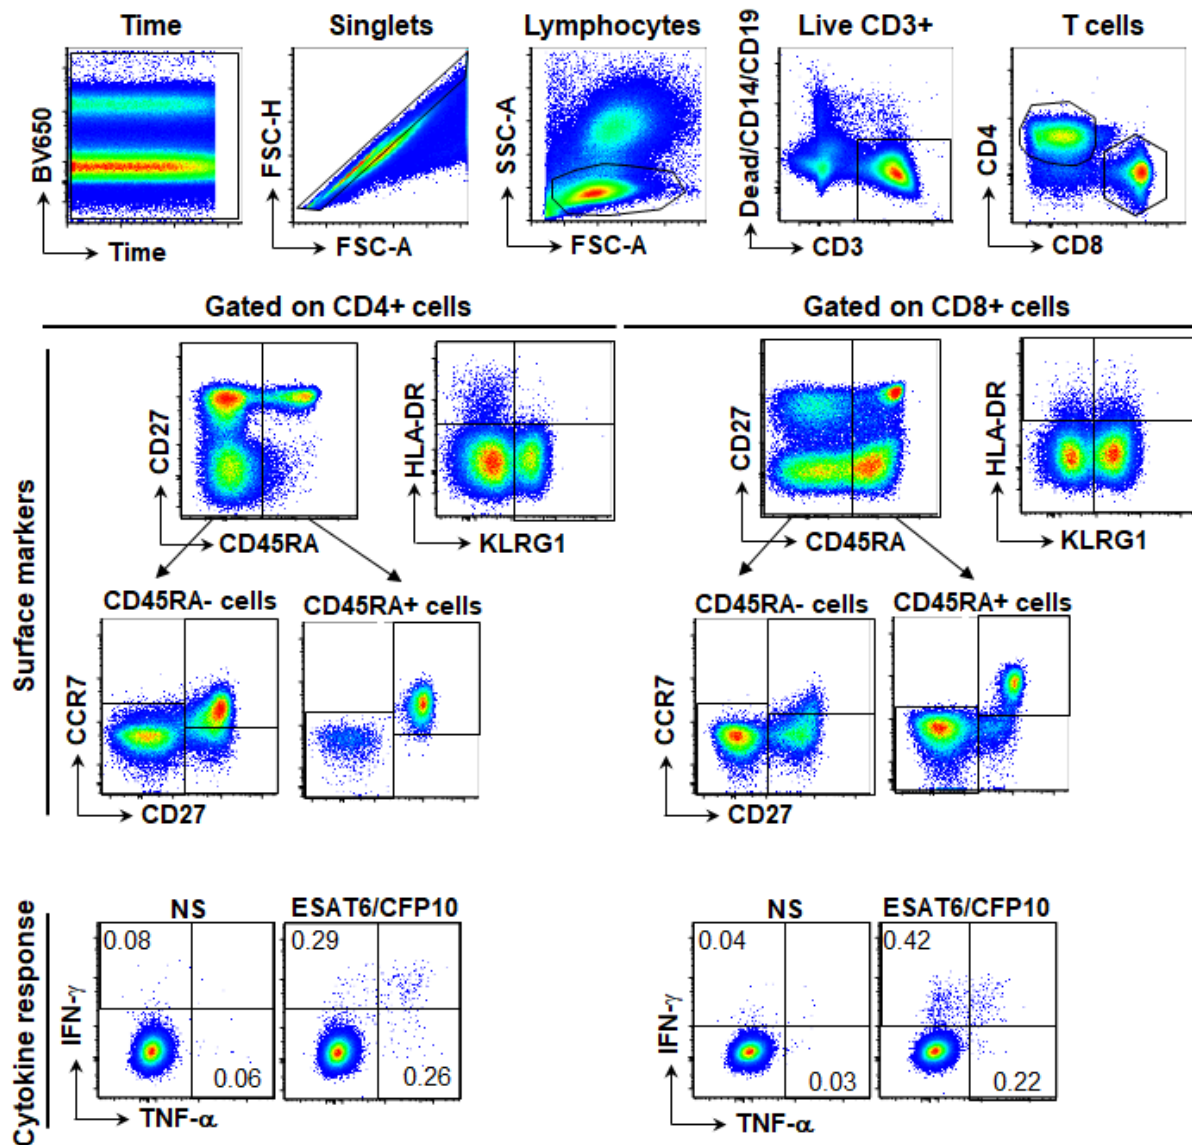 Time
Singlets
Lymphocytes
Live CD3+
T cells
BV650
Time
FSC-H
FSC-A
SSC-A
FSC-A
Dead/CD14/CD19
CD3
CD4
CD8
Gated on CD4+ cells
Gated on CD8+ cells
Surface markers
CD27
CD45RA
HLA-DR
KLRG1
CD27
CD45RA
HLA-DR
KLRG1
CD45RA- cells
CD45RA+ cells
CD45RA- cells
CD45RA+ cells
CCR7
CD27
CCR7
CD27
Cytokine response
NS
ESAT6/CFP10
NS
ESAT6/CFP10
IFN-γ
0.08
0.06
0.29
0.26
TNF-α
IFN-γ
0.04
0.03
0.42
0.22
TNF-α